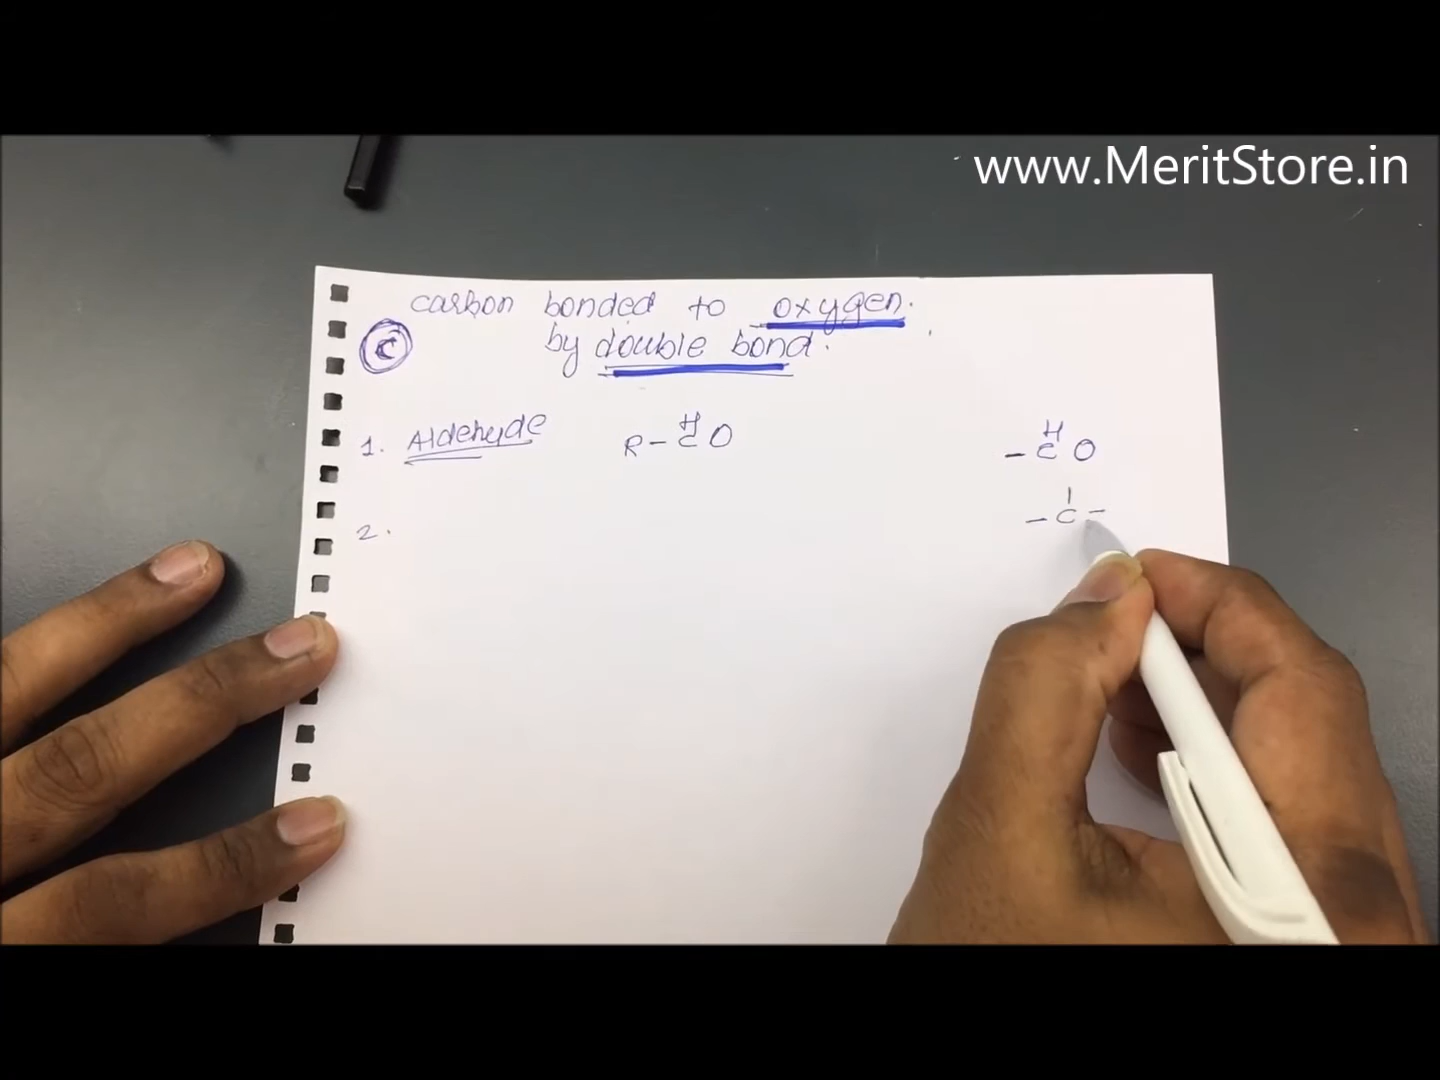 www.MeritStore.in
carbon bonded to oxygen.
C by double bond.
1. Aldehyde R-CHO -CHO
-C-
2.